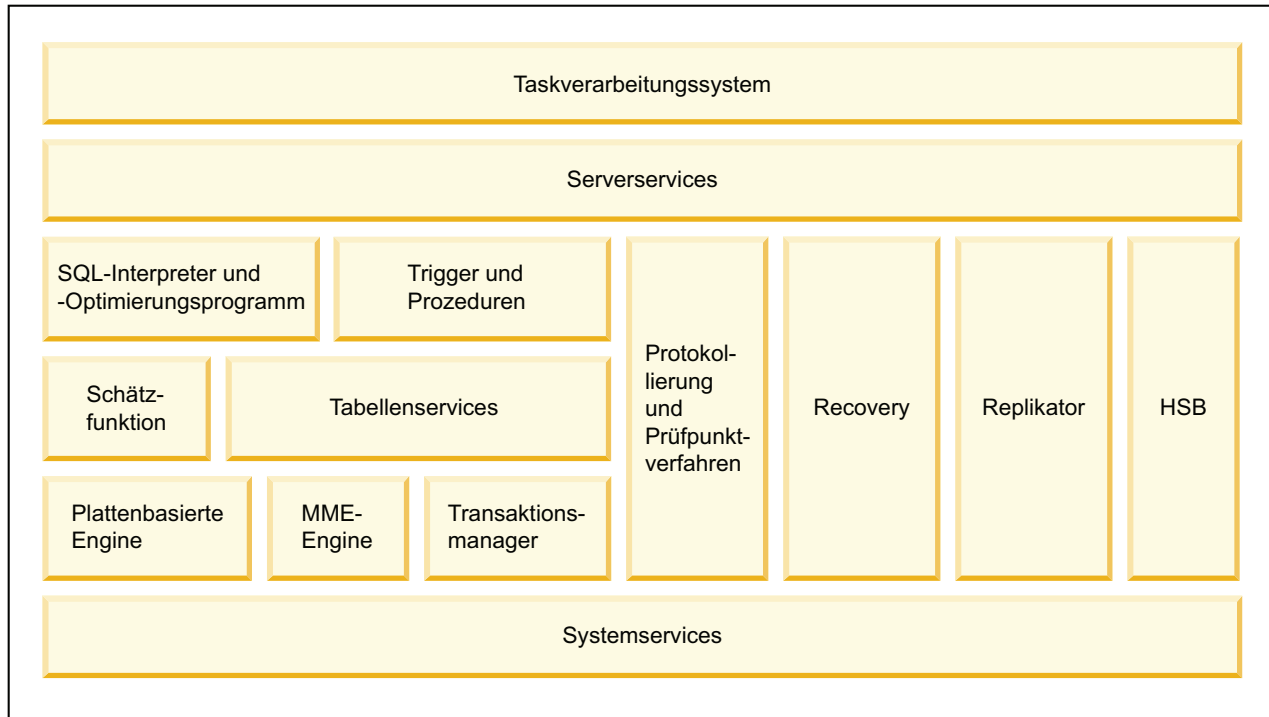 Taskverarbeitungssystem
Serverservices
SQL-Interpreter und
-Optimierungsprogramm
Trigger und
Prozeduren
Schätz-
funktion
Tabellenservices
Plattenbasierte
Engine
MME-
Engine
Transaktions-
manager
Protokol-
lierung
und
Prüfpunkt-
verfahren
Recovery
Replikator
HSB
Systemservices